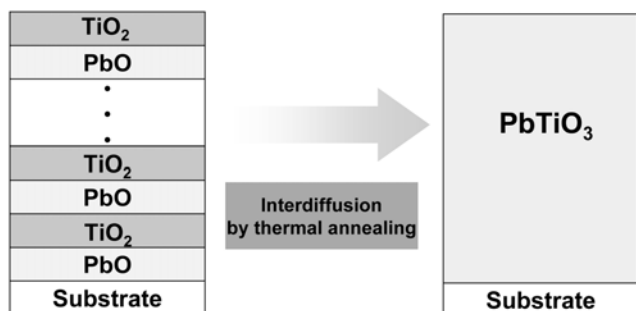 TiO₂
PbO
TiO₂
PbO
TiO₂
PbO
Substrate
Interdiffusion
by thermal annealing
PbTiO₃
Substrate